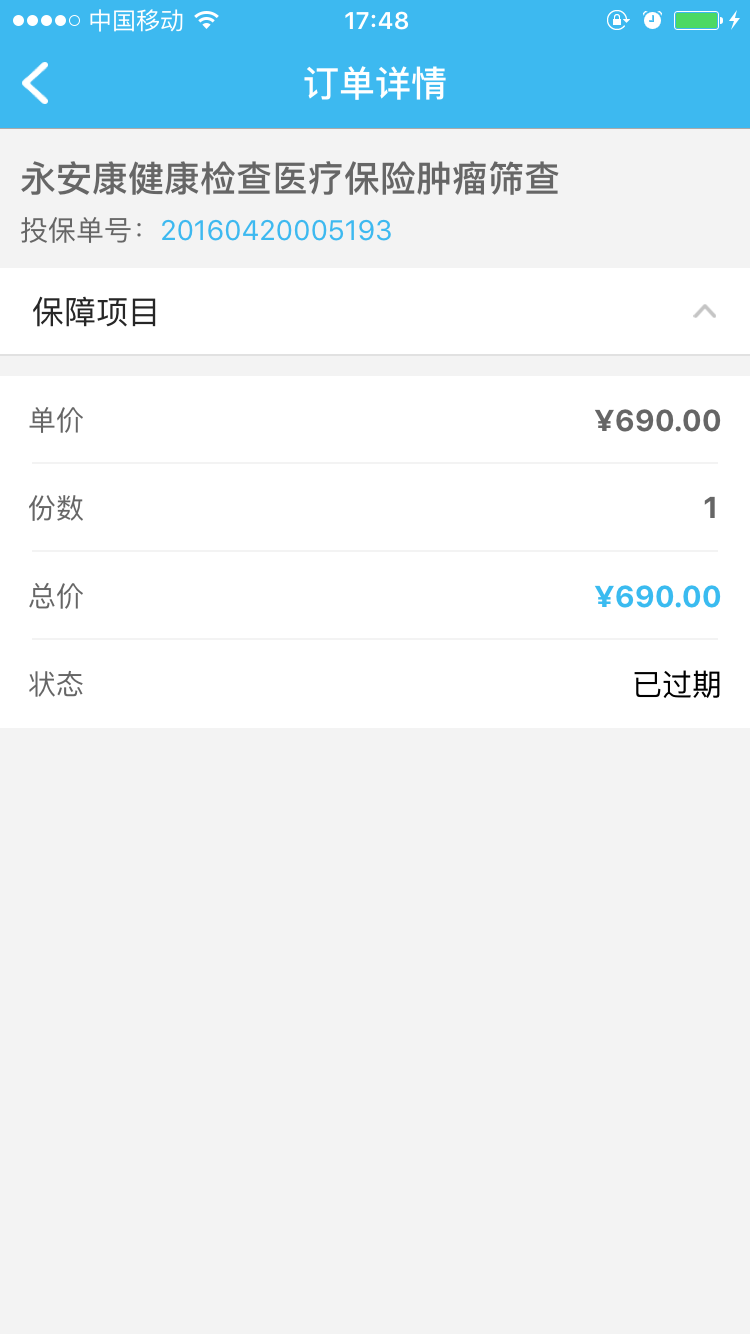 中国移动 17:48
订单详情
永安康健康检查医疗保险肿瘤筛查
投保单号：20160420005193
保障项目
单价 ¥690.00
份数 1
总价 ¥690.00
状态 已过期